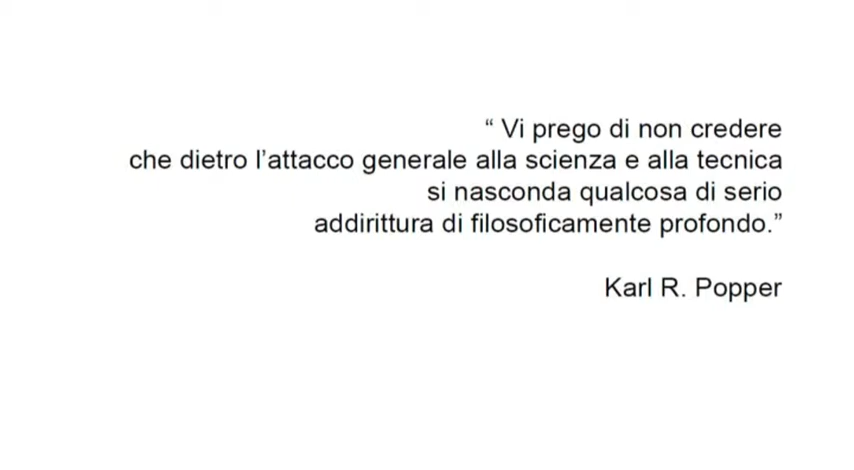 “ Vi prego di non credere
che dietro l’attacco generale alla scienza e alla tecnica
si nasconda qualcosa di serio
addirittura di filosoficamente profondo.”
Karl R. Popper